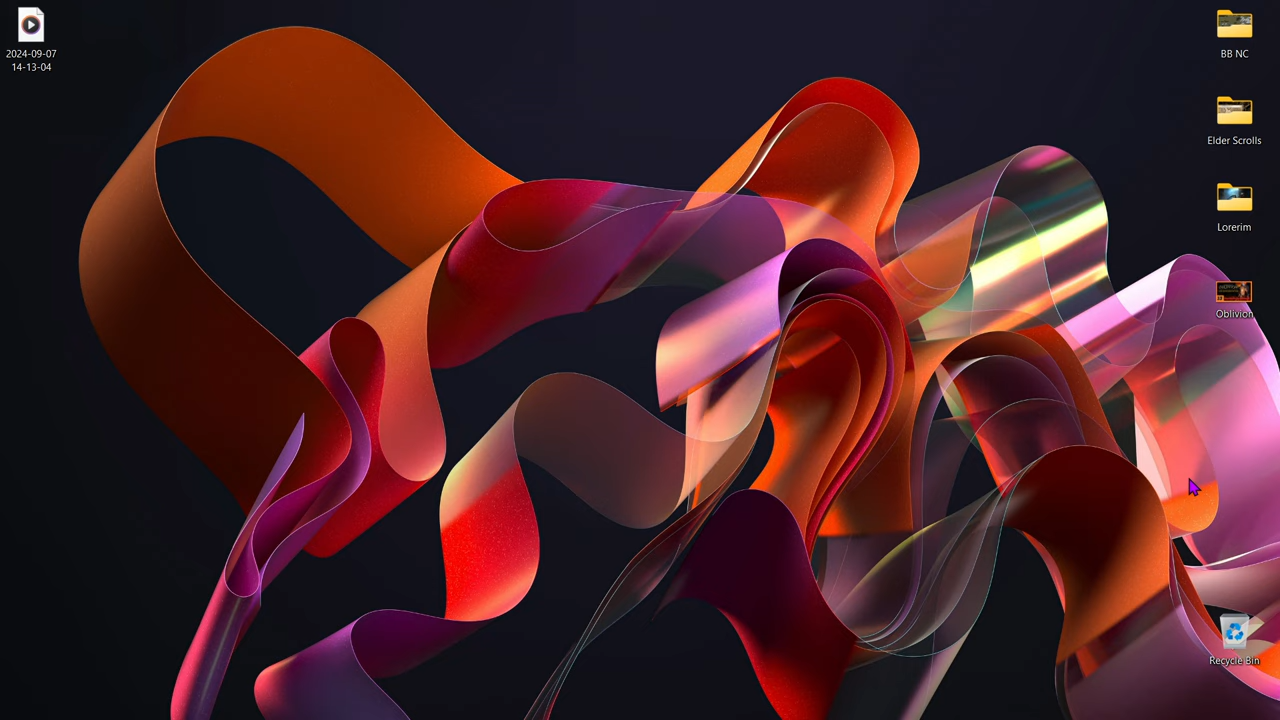 2024-09-07
14-13-04
BB NC
Elder Scrolls
Lorerim
Oblivion
Recycle Bin